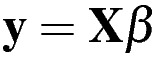 y = Xβ